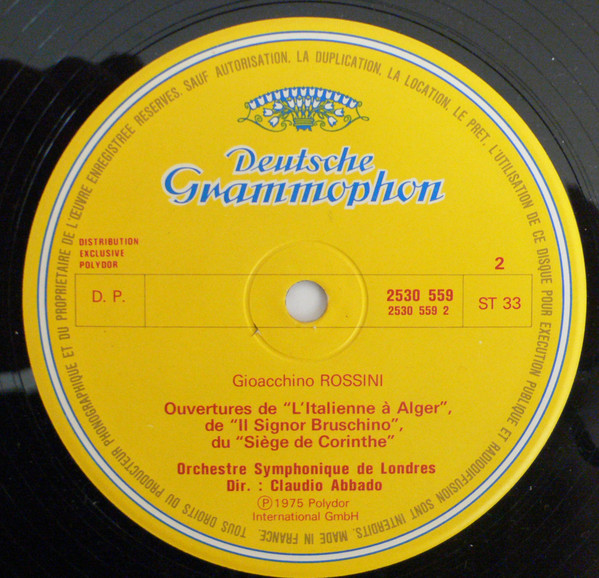 TOUS DROITS DU PRODUCTEUR PHONOGRAPHIQUE ET DU PROPRIETAIRE DE L'ŒUVRE ENREGISTREE RESERVES. SAUF AUTORISATION, LA DUPLICATION, LA LOCATION, LE PRET, L'UTILISATION DE CE DISQUE POUR EXECUTION PUBLIQUE ET RADIODIFFUSION SONT INTERDITS. MADE IN FRANCE.
Deutsche
Grammophon
DISTRIBUTION
EXCLUSIVE
POLYDOR
2
D. P.
2530 559
2530 559 2
ST 33
Gioacchino ROSSINI
Ouvertures de “L'Italienne à Alger”,
de “Il Signor Bruschino”,
du “Siège de Corinthe”
Orchestre Symphonique de Londres
Dir. : Claudio Abbado
Ⓟ 1975 Polydor
International GmbH